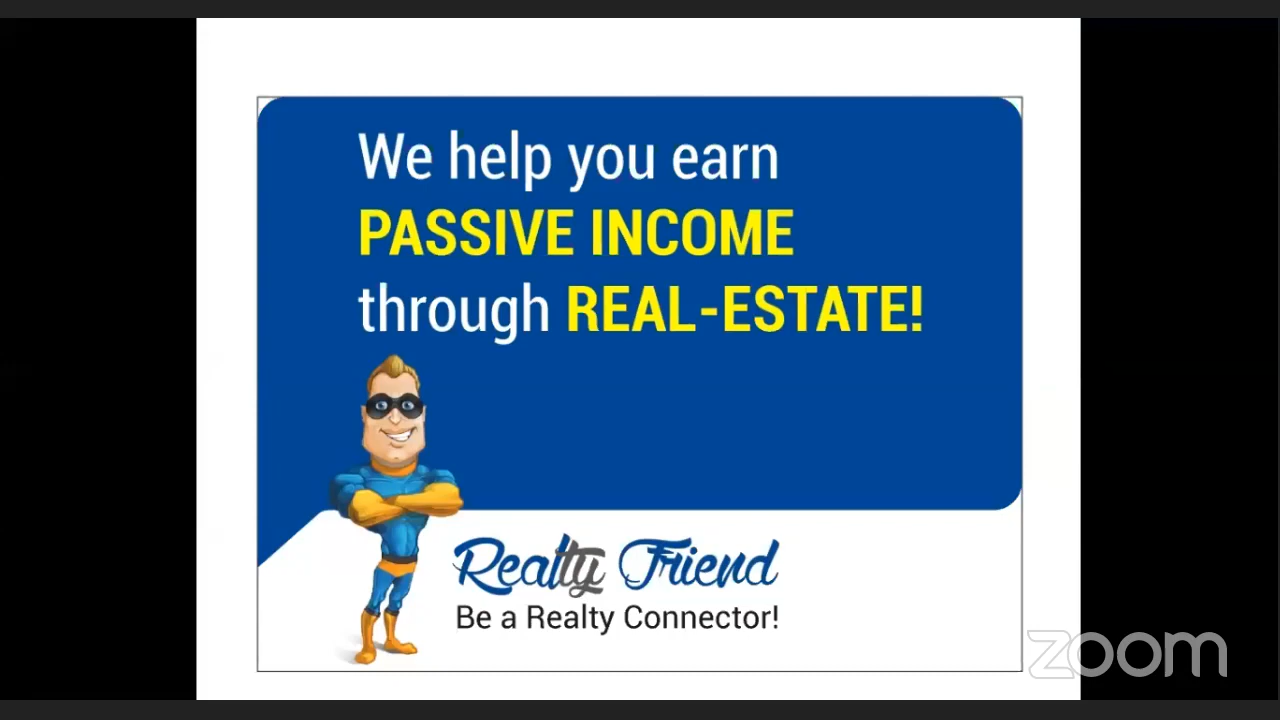 We help you earn
PASSIVE INCOME
through REAL-ESTATE!
Realty Friend
Be a Realty Connector!
zoom